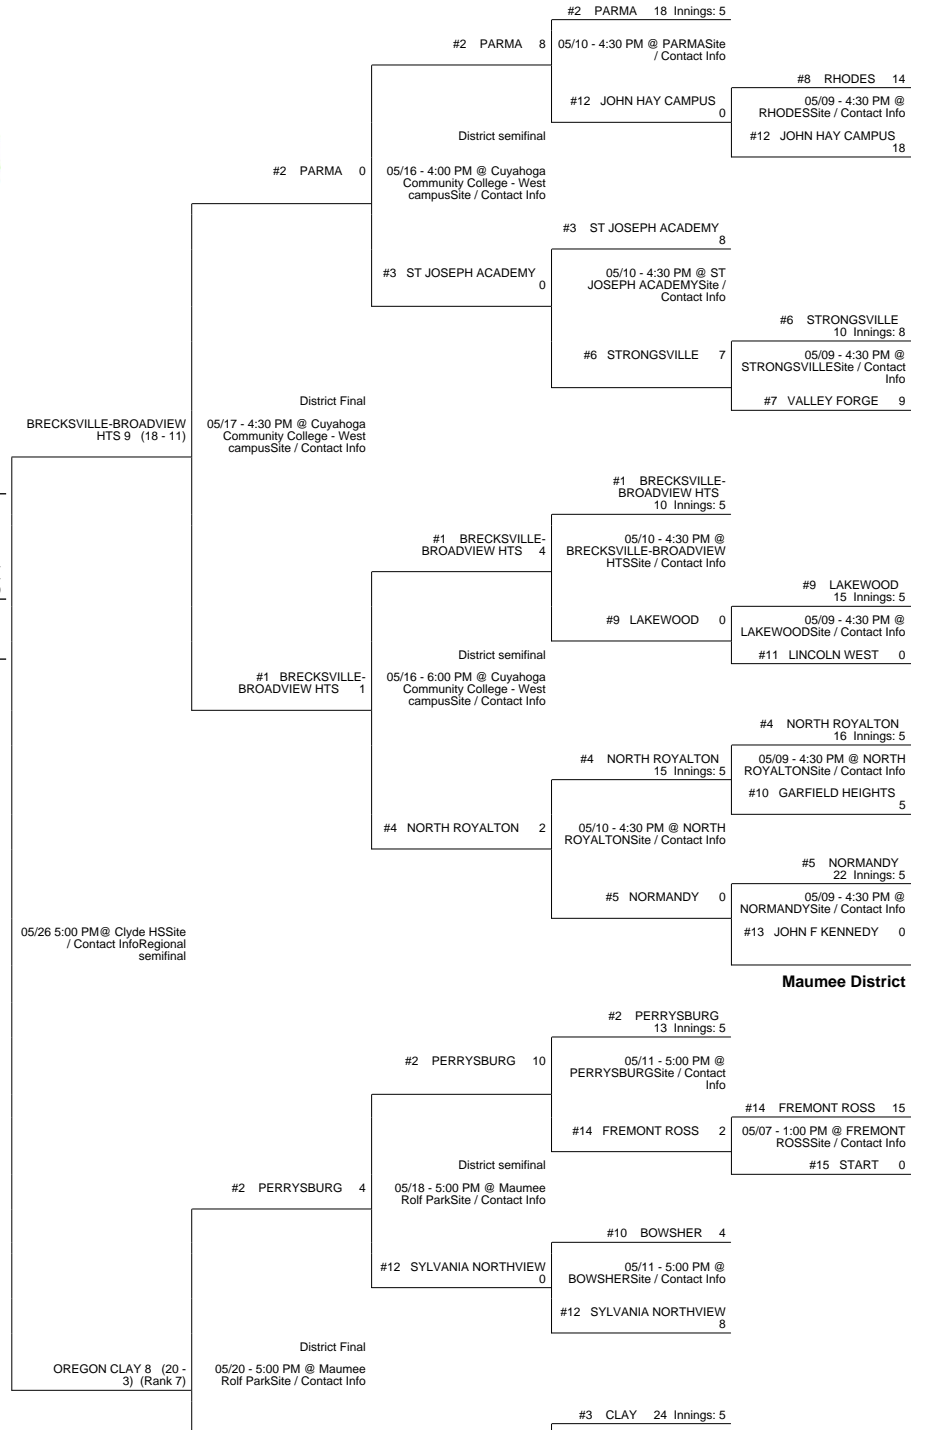 #2 PARMA 18 Innings: 5
#2 PARMA 8
05/10 - 4:30 PM @ PARMASite
/ Contact Info
#8 RHODES 14
#12 JOHN HAY CAMPUS
0
05/09 - 4:30 PM @
RHODESSite / Contact Info
#12 JOHN HAY CAMPUS
18
District semifinal
#2 PARMA 0
05/16 - 4:00 PM @ Cuyahoga
Community College - West
campusSite / Contact Info
#3 ST JOSEPH ACADEMY
8
#3 ST JOSEPH ACADEMY
0
05/10 - 4:30 PM @ ST
JOSEPH ACADEMYSite /
Contact Info
#6 STRONGSVILLE
10 Innings: 8
#6 STRONGSVILLE 7
05/09 - 4:30 PM @
STRONGSVILLESite / Contact
Info
#7 VALLEY FORGE 9
District Final
BRECKSVILLE-BROADVIEW
HTS 9 (18 - 11)
05/17 - 4:30 PM @ Cuyahoga
Community College - West
campusSite / Contact Info
#1 BRECKSVILLE-
BROADVIEW HTS
10 Innings: 5
#1 BRECKSVILLE-
BROADVIEW HTS 4
05/10 - 4:30 PM @
BRECKSVILLE-BROADVIEW
HTSSite / Contact Info
#9 LAKEWOOD
15 Innings: 5
#9 LAKEWOOD 0
05/09 - 4:30 PM @
LAKEWOODSite / Contact Info
#11 LINCOLN WEST 0
District semifinal
#1 BRECKSVILLE-
BROADVIEW HTS 1
05/16 - 6:00 PM @ Cuyahoga
Community College - West
campusSite / Contact Info
#4 NORTH ROYALTON
16 Innings: 5
#4 NORTH ROYALTON
15 Innings: 5
05/09 - 4:30 PM @ NORTH
ROYALTONSite / Contact Info
#10 GARFIELD HEIGHTS
5
#4 NORTH ROYALTON 2
05/10 - 4:30 PM @ NORTH
ROYALTONSite / Contact Info
#5 NORMANDY
22 Innings: 5
#5 NORMANDY 0
05/09 - 4:30 PM @
NORMANDYSite / Contact Info
#13 JOHN F KENNEDY 0
05/26 5:00 PM@ Clyde HSSite
/ Contact InfoRegional
semifinal
Maumee District
#2 PERRYSBURG
13 Innings: 5
#2 PERRYSBURG 10
05/11 - 5:00 PM @
PERRYSBURGSite / Contact
Info
#14 FREMONT ROSS 15
#14 FREMONT ROSS 2
05/07 - 1:00 PM @ FREMONT
ROSSSite / Contact Info
#15 START 0
District semifinal
#2 PERRYSBURG 4
05/18 - 5:00 PM @ Maumee
Rolf ParkSite / Contact Info
#10 BOWSHER 4
#12 SYLVANIA NORTHVIEW
0
05/11 - 5:00 PM @
BOWSHERSite / Contact Info
#12 SYLVANIA NORTHVIEW
8
District Final
OREGON CLAY 8 (20 -
3) (Rank 7)
05/20 - 5:00 PM @ Maumee
Rolf ParkSite / Contact Info
#3 CLAY 24 Innings: 5